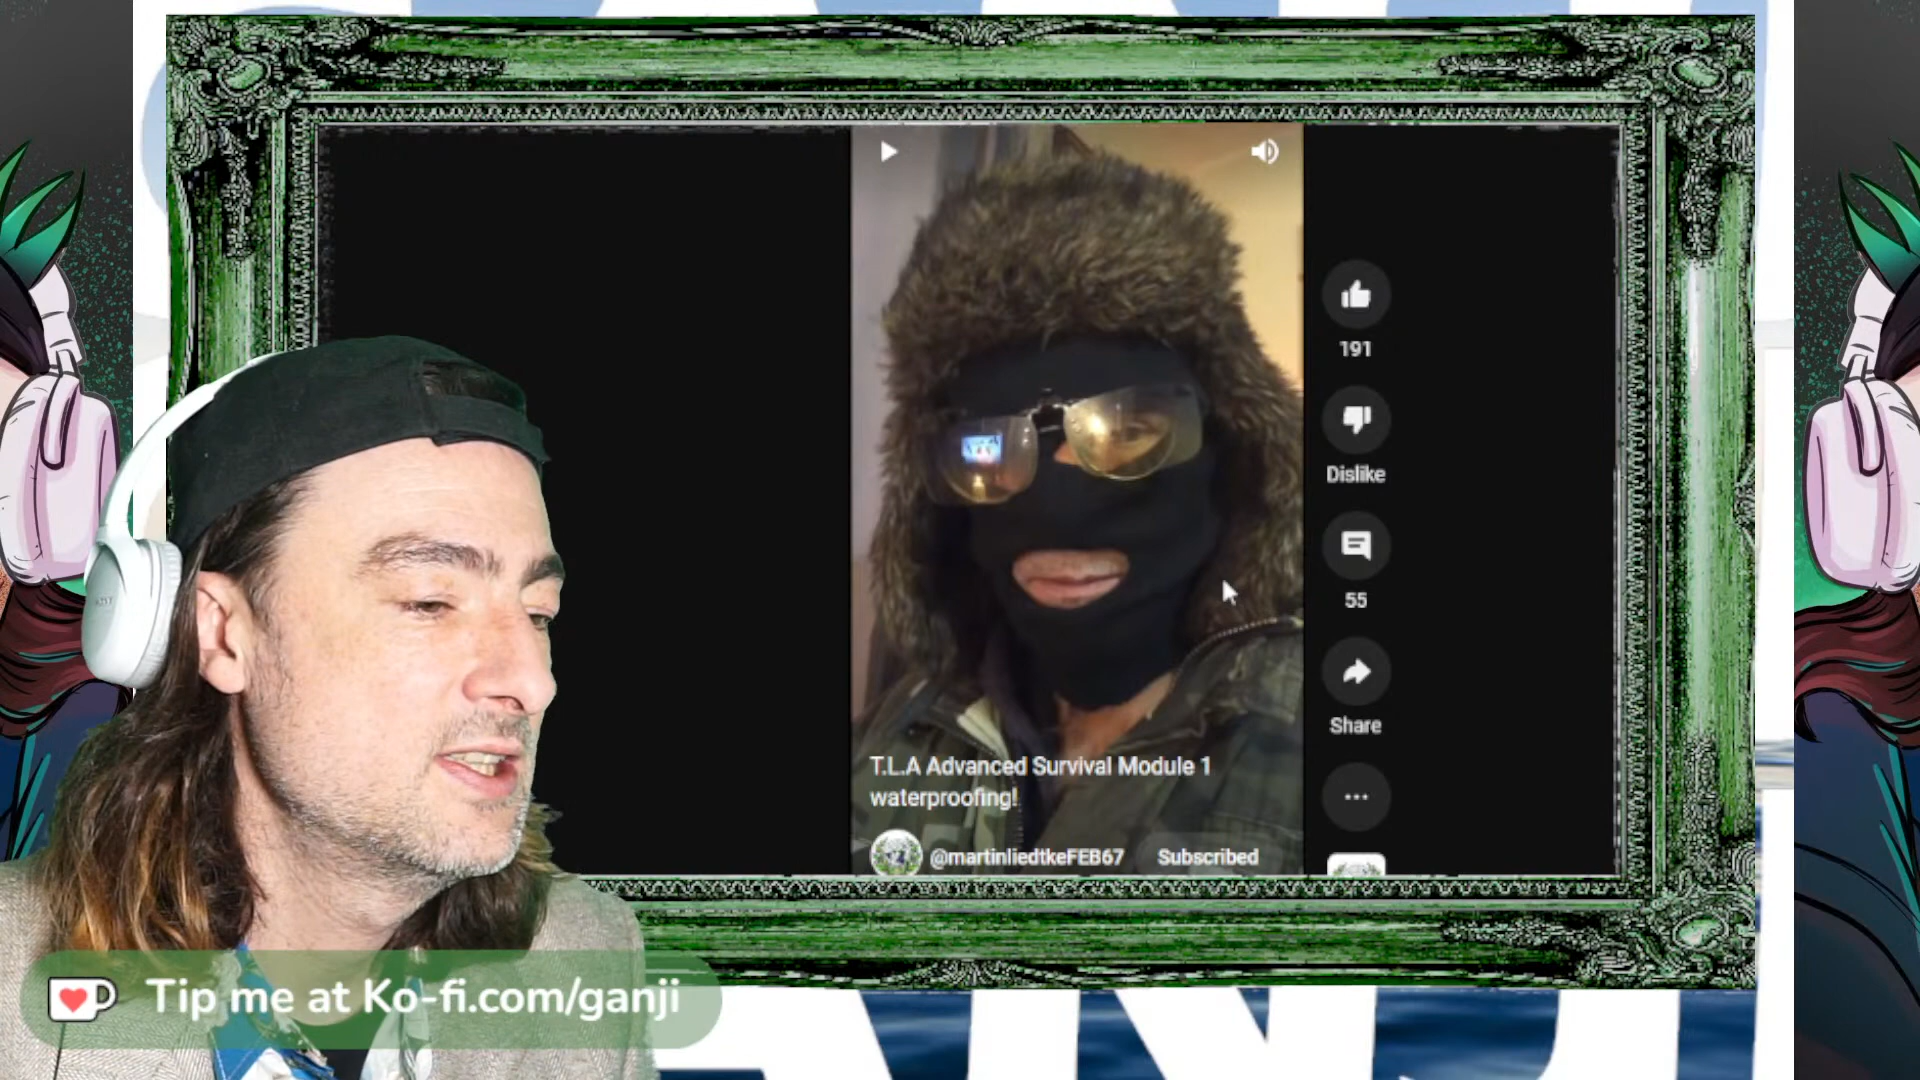 191
Dislike
55
Share
T.L.A Advanced Survival Module 1
waterproofing!
@martinliedtkeFEB67 Subscribed
Tip me at Ko-fi.com/ganji